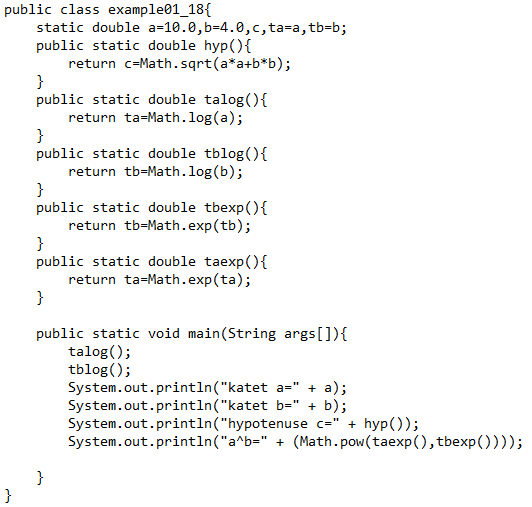 public class example01_18{
    static double a=10.0,b=4.0,c,ta=a,tb=b;
    public static double hyp(){
        return c=Math.sqrt(a*a+b*b);
    }
    public static double talog(){
        return ta=Math.log(a);
    }
    public static double tblog(){
        return tb=Math.log(b);
    }
    public static double tbexp(){
        return tb=Math.exp(tb);
    }
    public static double taexp(){
        return ta=Math.exp(ta);
    }

    public static void main(String args[]){
        talog();
        tblog();
        System.out.println("katet a=" + a);
        System.out.println("katet b=" + b);
        System.out.println("hypotenuse c=" + hyp());
        System.out.println("a^b=" + (Math.pow(taexp(),tbexp())));

    }
}